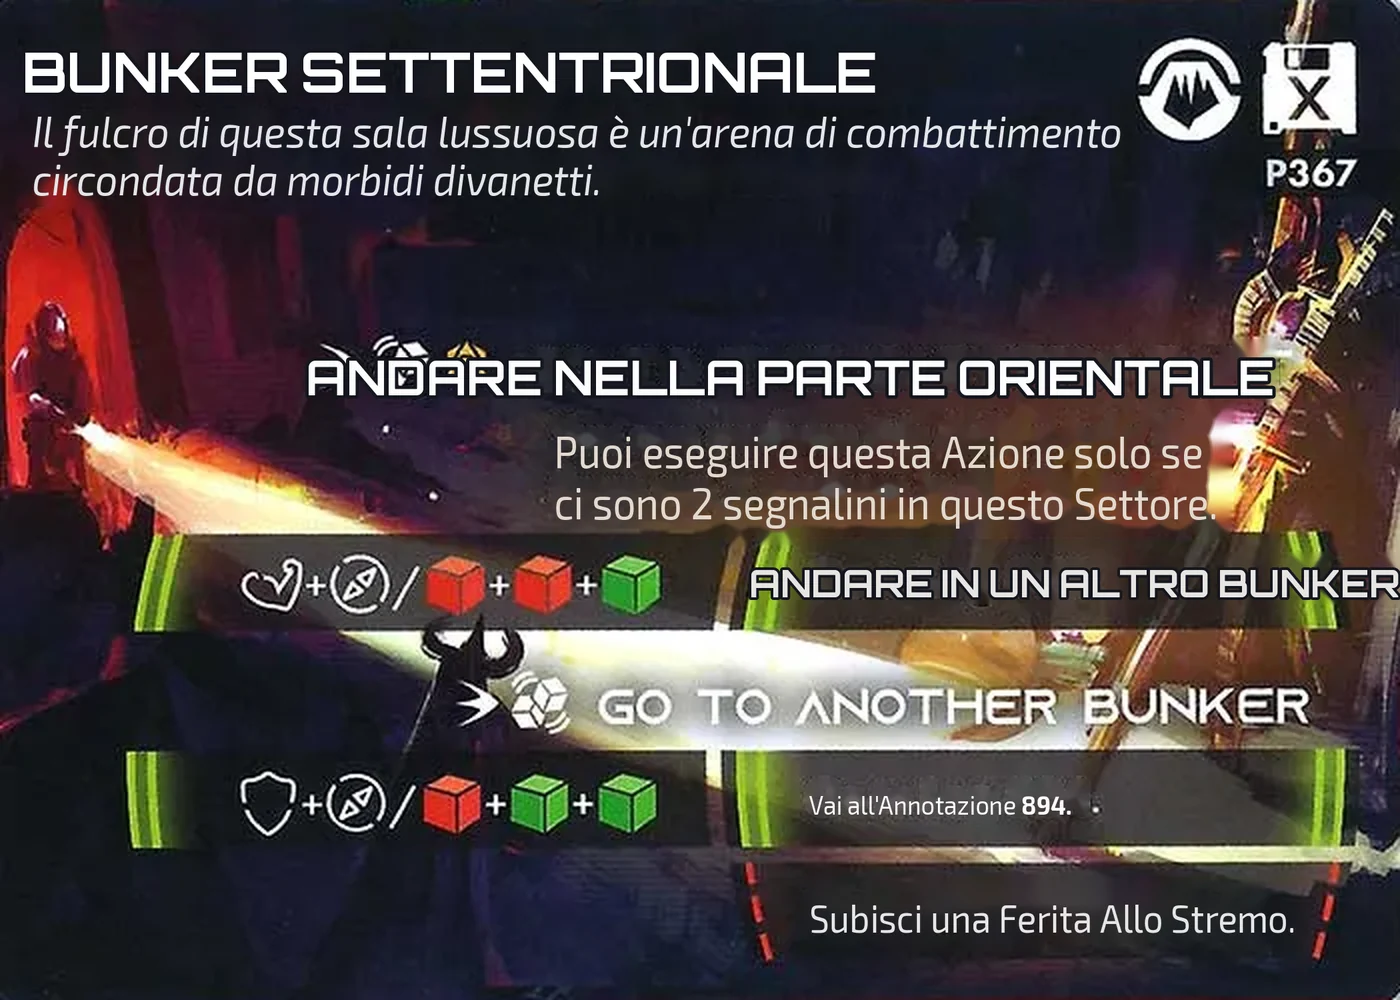 BUNKER SETTENTRIONALE
Il fulcro di questa sala lussuosa è un'arena di combattimento
circondata da morbidi divanetti.
X
P367
ANDARE NELLA PARTE ORIENTALE
Puoi eseguire questa Azione solo se
ci sono 2 segnalini in questo Settore.
+ / + +
ANDARE IN UN ALTRO BUNKER
GO TO ANOTHER BUNKER
+ / + +
Vai all'Annotazione 894.
Subisci una Ferita Allo Stremo.